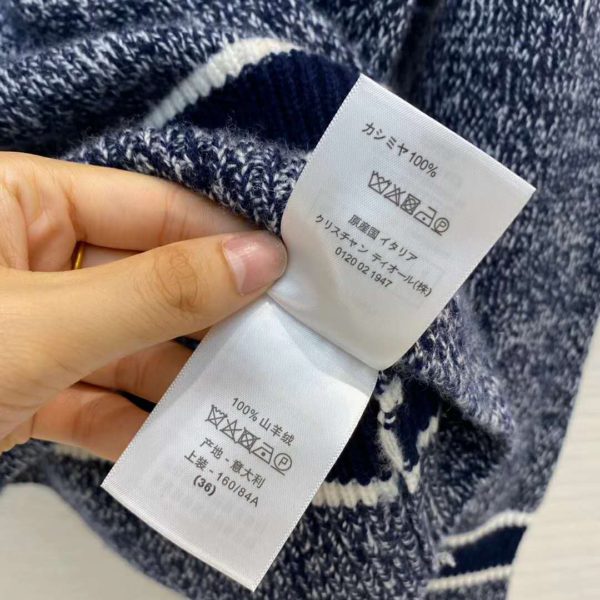 カシミヤ100%
原産国 イタリア
クリスチャン ディオール(株)
0120 02 1947
100% 山羊绒
产地 - 意大利
上装 - 160/84A
(36)